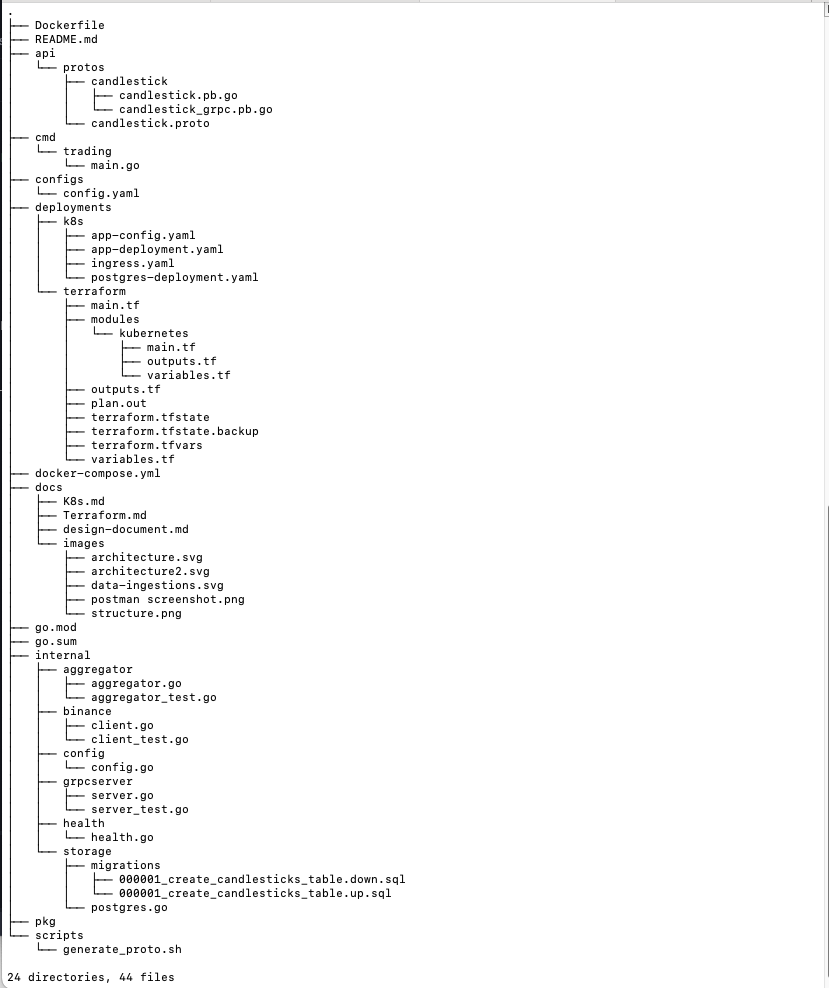 .
├── Dockerfile
├── README.md
├── api
│   └── protos
│       ├── candlestick
│       │   ├── candlestick.pb.go
│       │   └── candlestick_grpc.pb.go
│       └── candlestick.proto
├── cmd
│   └── trading
│       └── main.go
├── configs
│   └── config.yaml
├── deployments
│   ├── k8s
│   │   ├── app-config.yaml
│   │   ├── app-deployment.yaml
│   │   ├── ingress.yaml
│   │   └── postgres-deployment.yaml
│   └── terraform
│       ├── main.tf
│       ├── modules
│       │   └── kubernetes
│       │       ├── main.tf
│       │       ├── outputs.tf
│       │       └── variables.tf
│       ├── outputs.tf
│       ├── plan.out
│       ├── terraform.tfstate
│       ├── terraform.tfstate.backup
│       ├── terraform.tfvars
│       └── variables.tf
├── docker-compose.yml
├── docs
│   ├── K8s.md
│   ├── Terraform.md
│   ├── design-document.md
│   └── images
│       ├── architecture.svg
│       ├── architecture2.svg
│       ├── data-ingestions.svg
│       ├── postman screenshot.png
│       └── structure.png
├── go.mod
├── go.sum
├── internal
│   ├── aggregator
│   │   ├── aggregator.go
│   │   └── aggregator_test.go
│   ├── binance
│   │   ├── client.go
│   │   └── client_test.go
│   ├── config
│   │   └── config.go
│   ├── grpcserver
│   │   ├── server.go
│   │   └── server_test.go
│   ├── health
│   │   └── health.go
│   └── storage
│       ├── migrations
│       │   ├── 000001_create_candlesticks_table.down.sql
│       │   └── 000001_create_candlesticks_table.up.sql
│       └── postgres.go
├── pkg
└── scripts
    └── generate_proto.sh
24 directories, 44 files